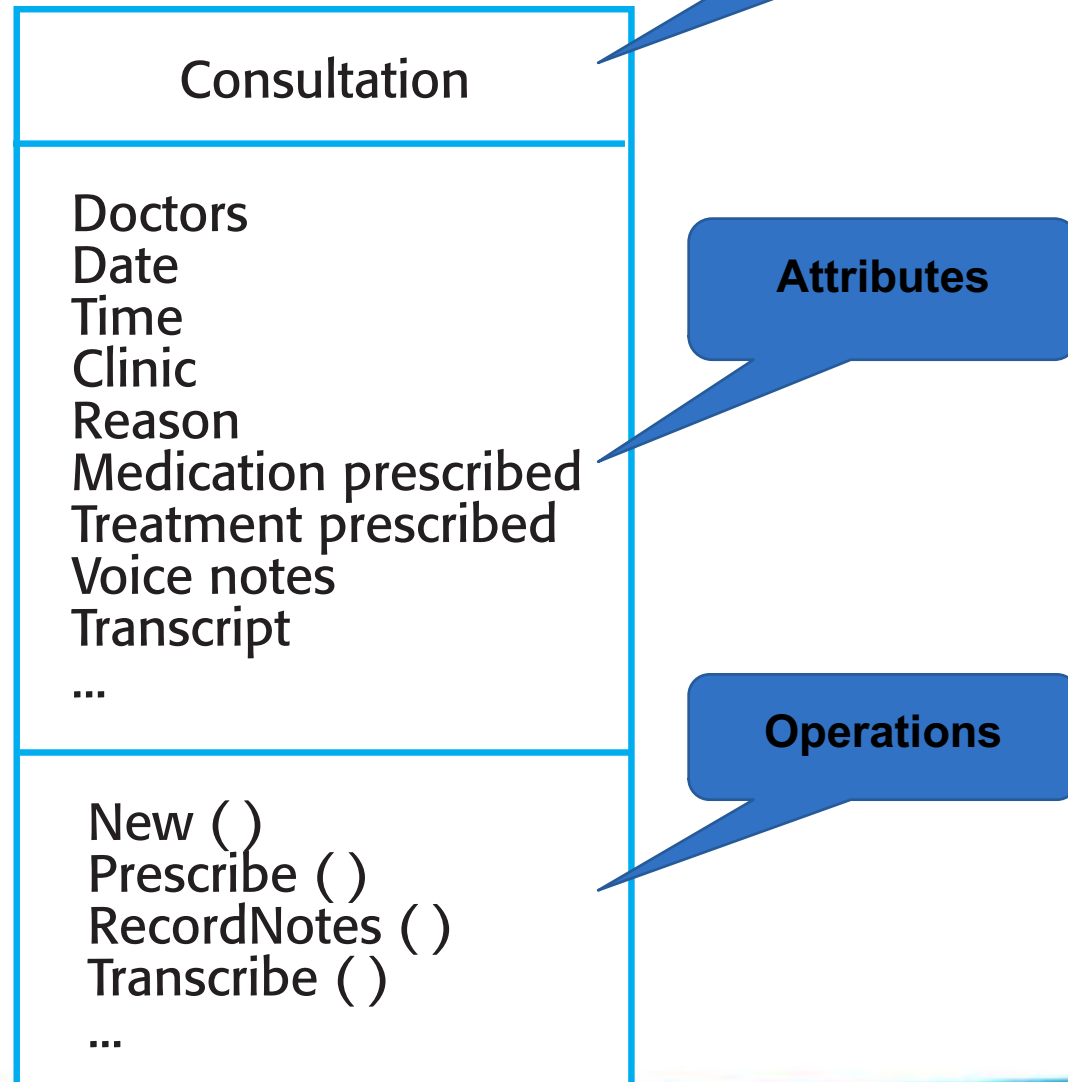 Consultation
Doctors
Date
Time
Clinic
Reason
Medication prescribed
Treatment prescribed
Voice notes
Transcript
...
Attributes
New ( )
Prescribe ( )
RecordNotes ( )
Transcribe ( )
...
Operations